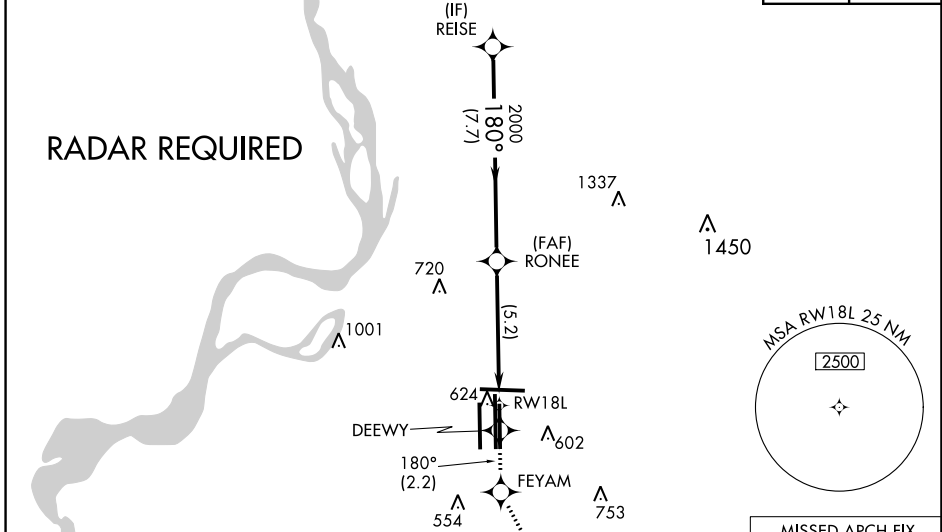 (IF)
REISE
2000
180°
(7.7)
RADAR REQUIRED
1337
1450
(FAF)
RONEE
720
(5.2)
1001
MSA RW18L 25 NM
2500
624
RW18L
DEEWY
602
180°
(2.2)
FEYAM
554
753
MISSED APCH FIX